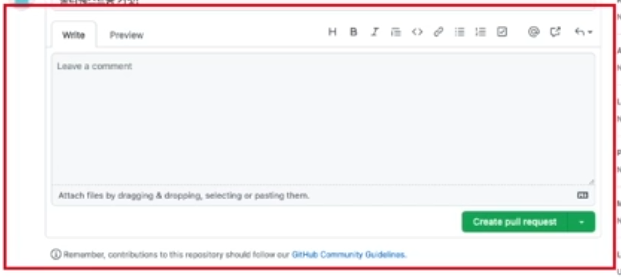 Write Preview H B I
Leave a comment
Attach files by dragging & dropping, selecting or pasting them.
Create pull request
Remember, contributions to this repository should follow our GitHub Community Guidelines.